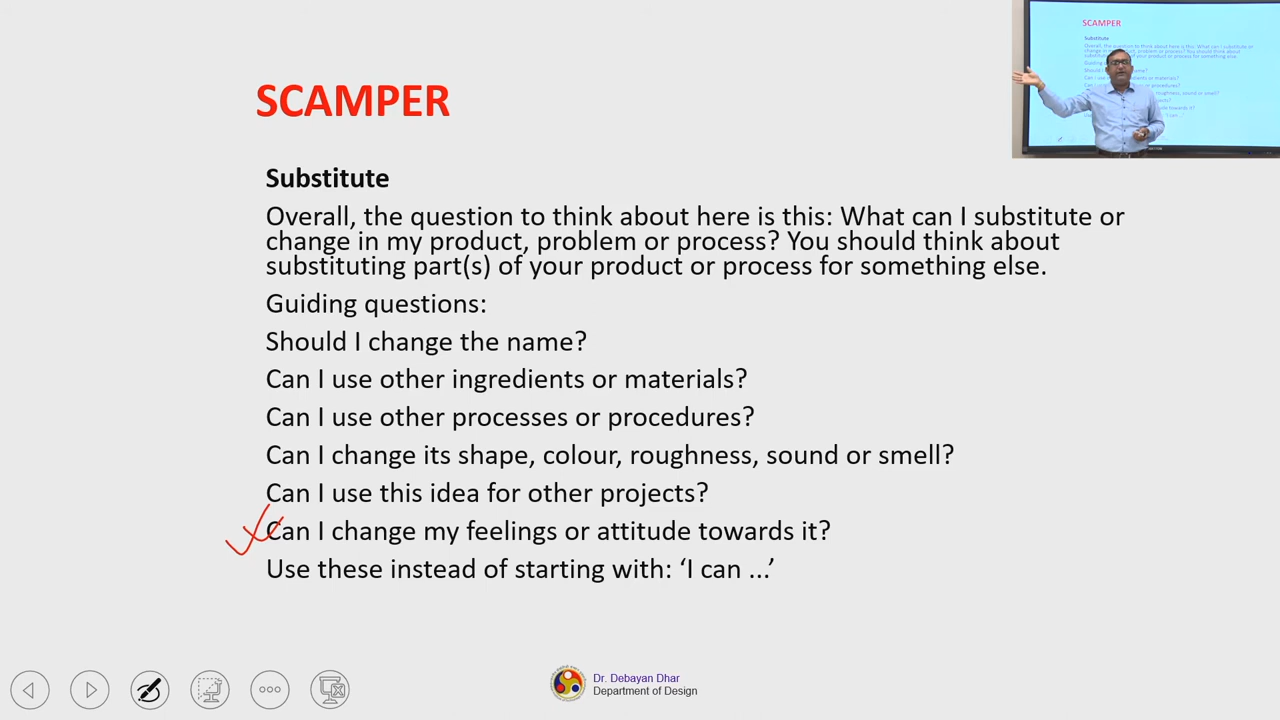 SCAMPER
Substitute
Overall, the question to think about here is this: What can I substitute or
change in my product, problem or process? You should think about
substituting part(s) of your product or process for something else.
Guiding questions:
Should I change the name?
Can I use other ingredients or materials?
Can I use other processes or procedures?
Can I change its shape, colour, roughness, sound or smell?
Can I use this idea for other projects?
Can I change my feelings or attitude towards it?
Use these instead of starting with: ‘I can ...’
Dr. Debayan Dhar
Department of Design
SCAMPER
Substitute